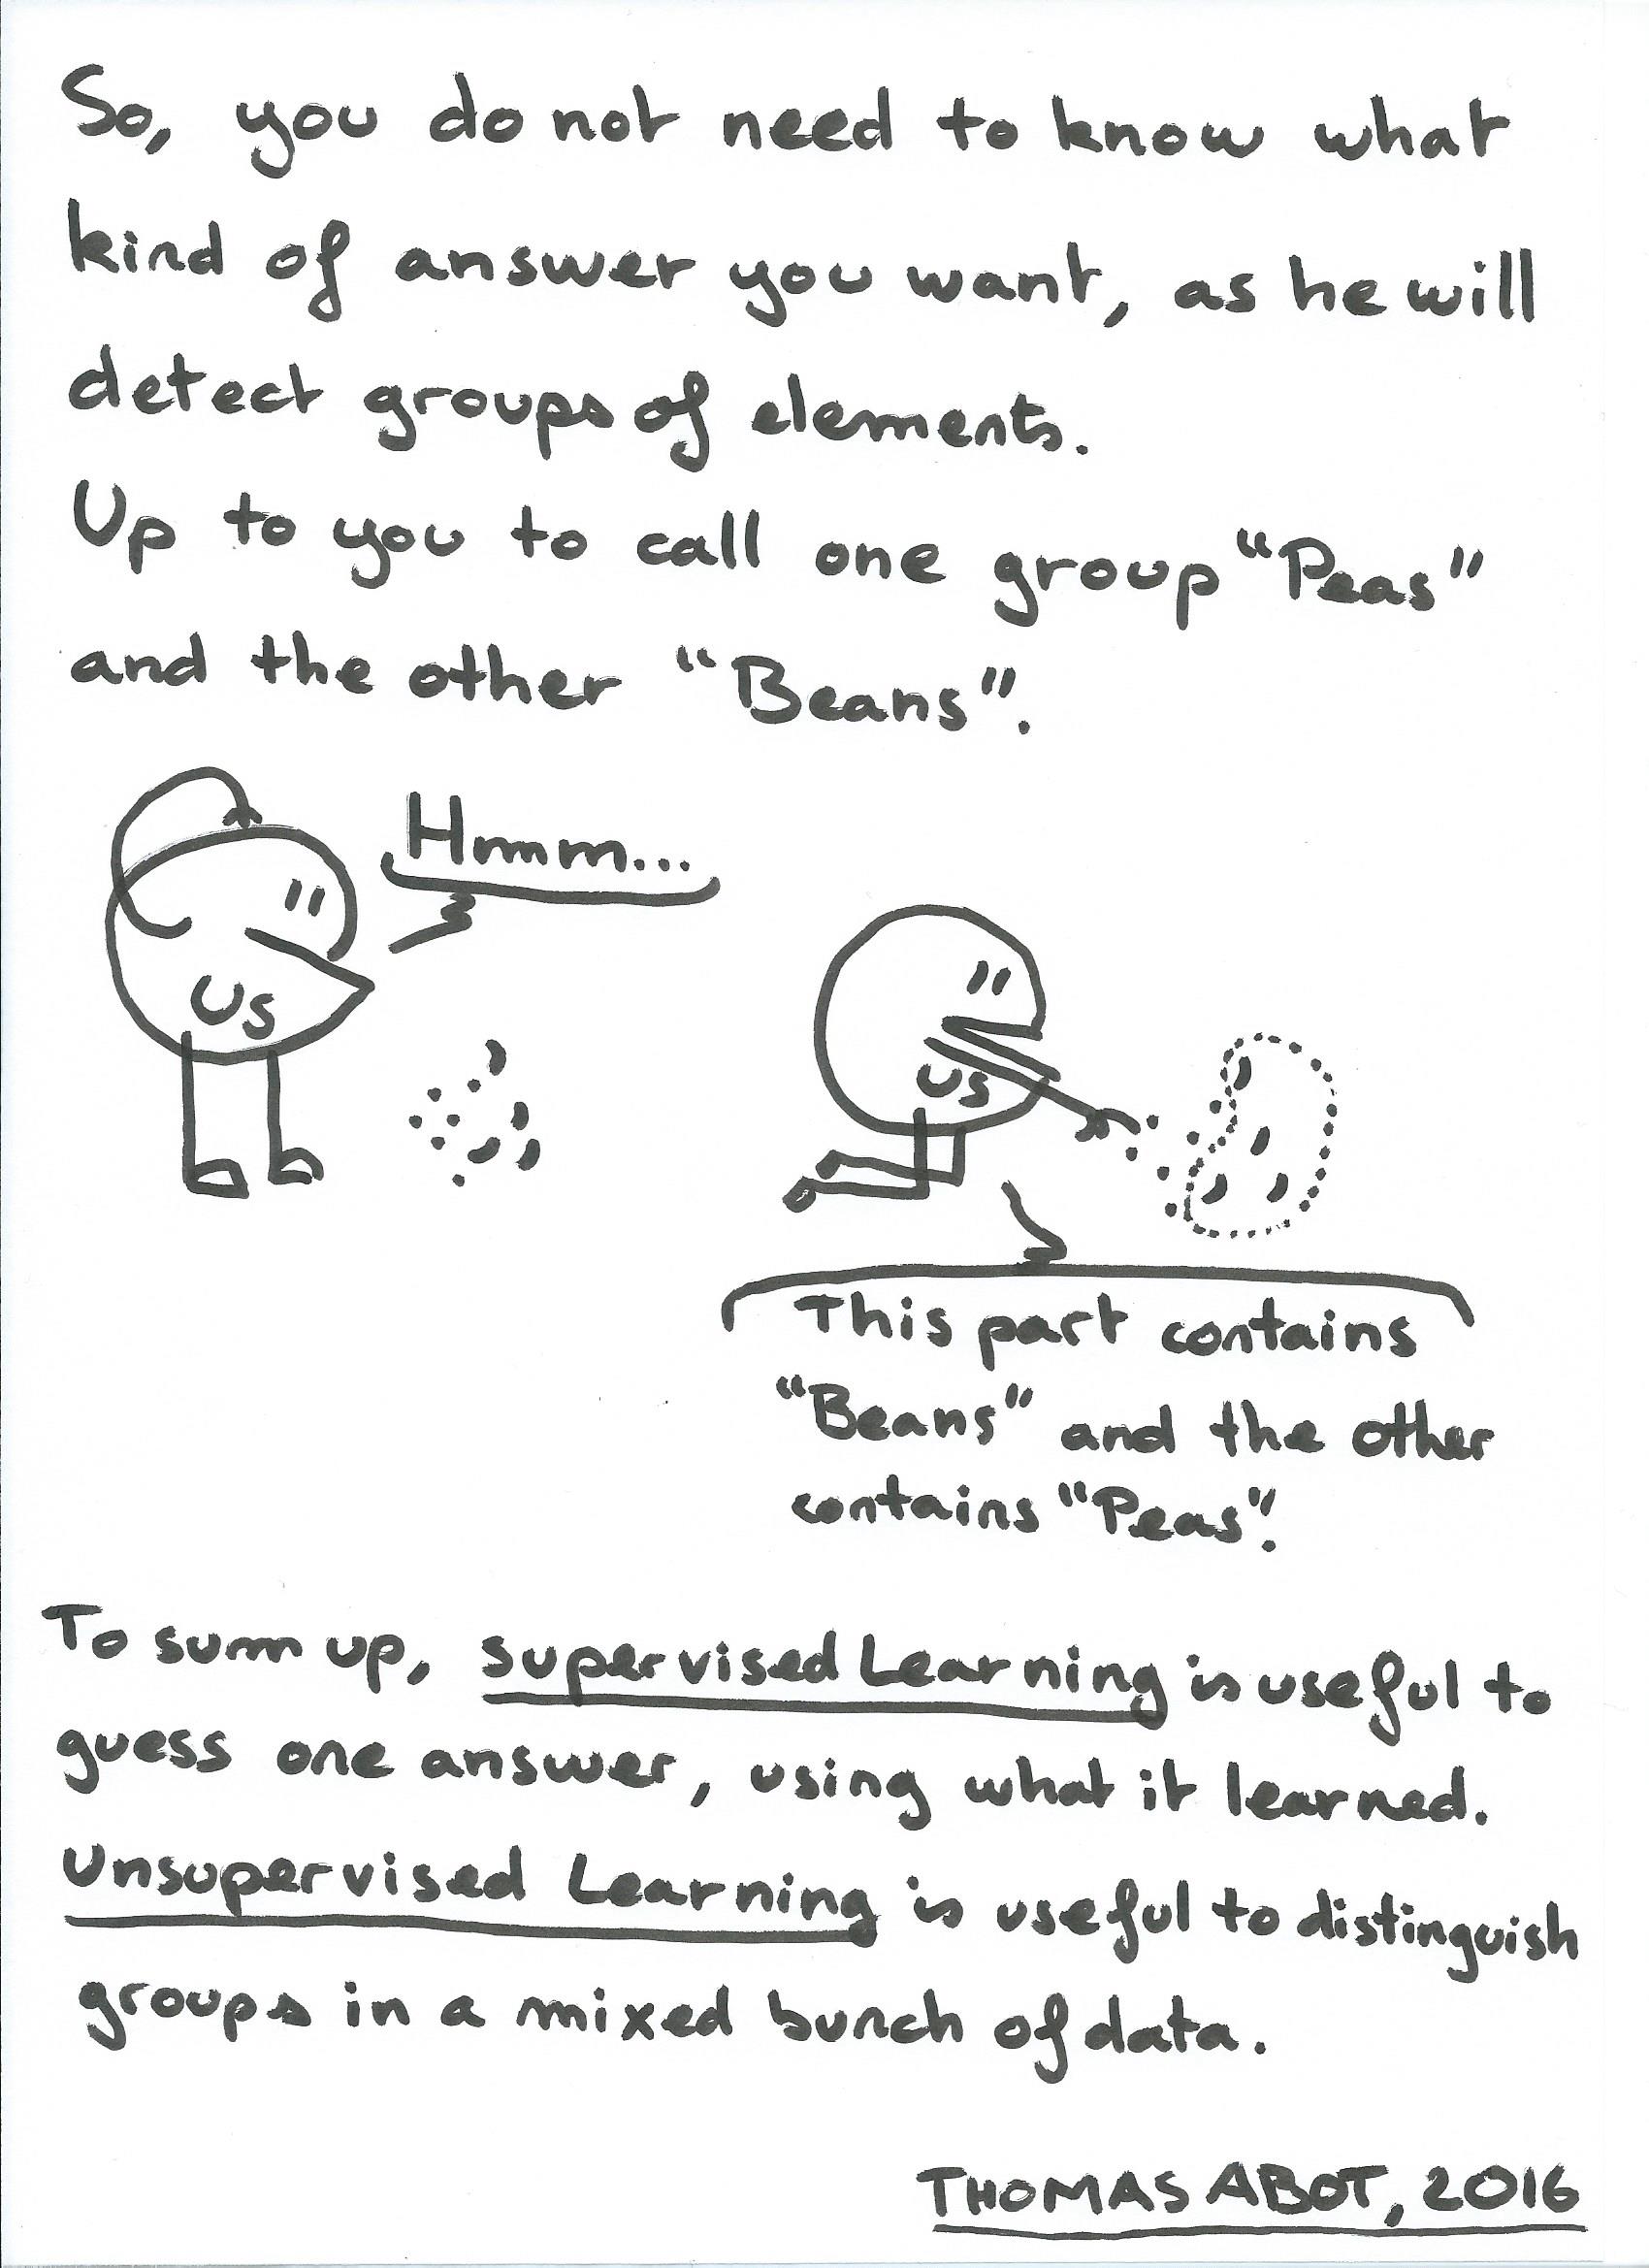 So, you do not need to know what
kind of answer you want, as he will
detect groups of elements.
Up to you to call one group "Peas"
and the other "Beans".
Hmmm...
Us
Us
This part contains
"Beans" and the other
contains "Peas".
To sum up, supervised Learning is useful to
guess one answer, using what it learned.
Unsupervised Learning is useful to distinguish
groups in a mixed bunch of data.
THOMAS ABOT, 2016